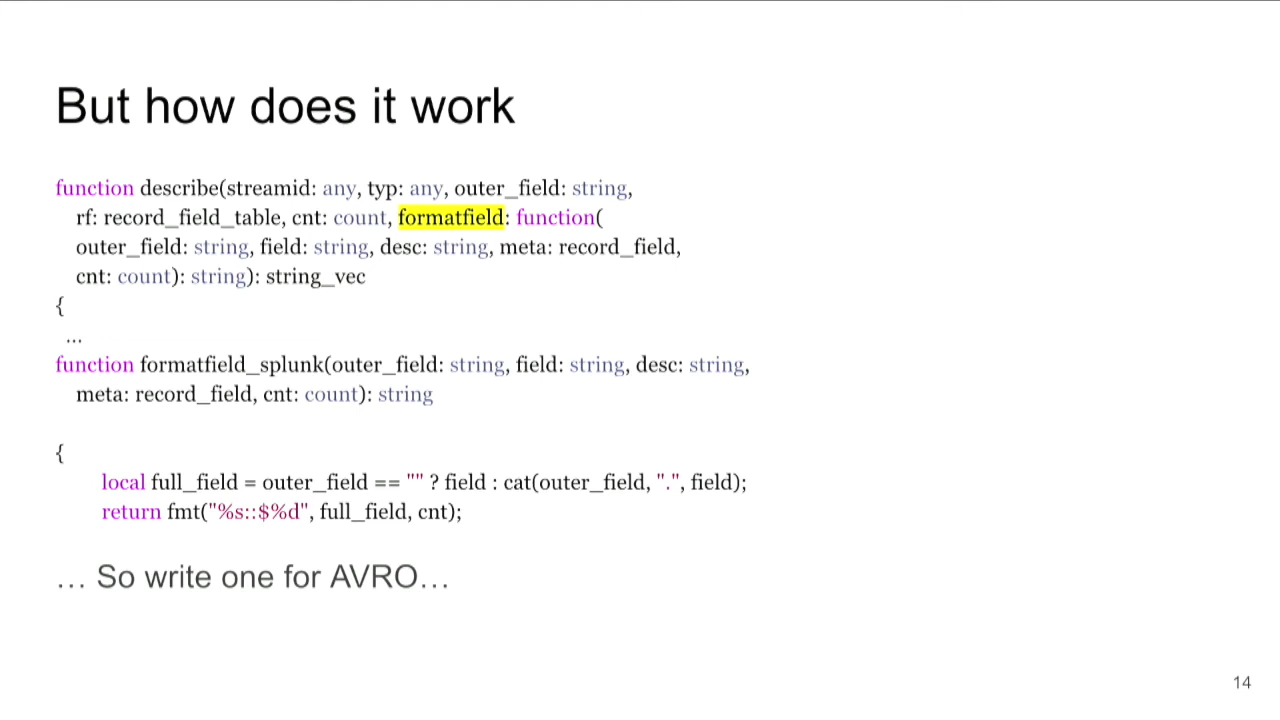 But how does it work
function describe(streamid: any, typ: any, outer_field: string,
rf: record_field_table, cnt: count, formatfield: function(
outer_field: string, field: string, desc: string, meta: record_field,
cnt: count): string): string_vec
{
...
function formatfield_splunk(outer_field: string, field: string, desc: string,
meta: record_field, cnt: count): string
{
local full_field = outer_field == "" ? field : cat(outer_field, ".", field);
return fmt("%s::$%d", full_field, cnt);
… So write one for AVRO…
14